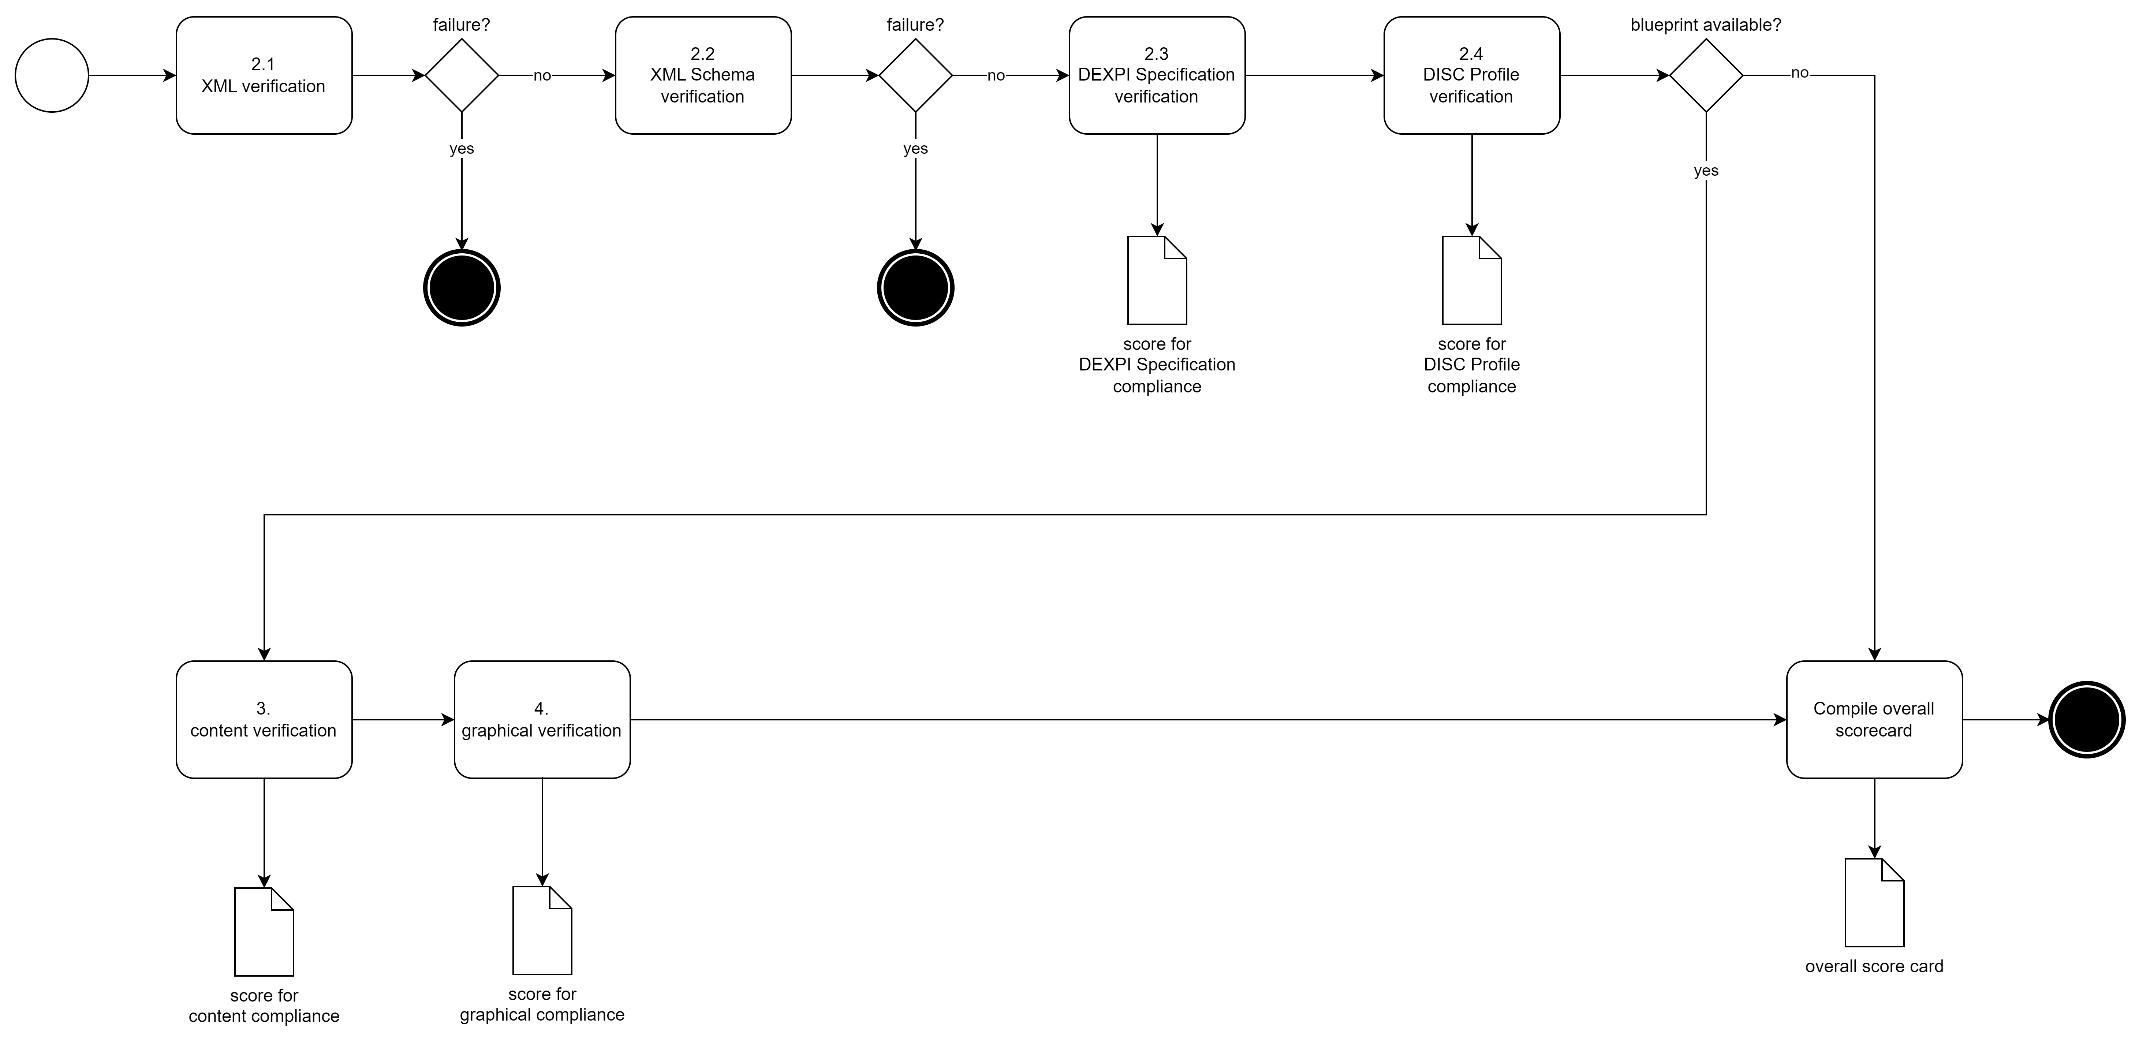 failure?
failure?
blueprint available?
2.1
XML verification
no
2.2
XML Schema
verification
no
2.3
DEXPI Specification
verification
2.4
DISC Profile
verification
no
yes
yes
yes
score for
DEXPI Specification
compliance
score for
DISC Profile
compliance
3.
content verification
4.
graphical verification
Compile overall
scorecard
score for
content compliance
score for
graphical compliance
overall score card